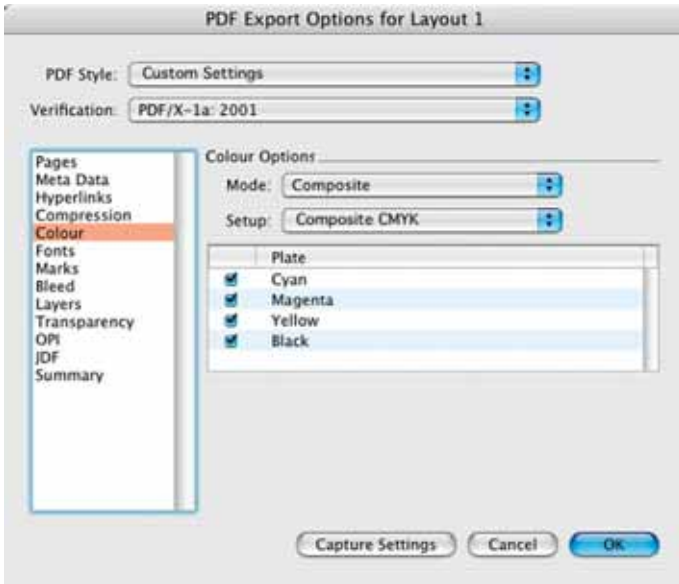 PDF Export Options for Layout 1
PDF Style: Custom Settings
Verification: PDF/X-1a: 2001
Pages
Meta Data
Hyperlinks
Compression
Colour
Fonts
Marks
Bleed
Layers
Transparency
OPI
JDF
Summary
Colour Options
Mode: Composite
Setup: Composite CMYK
Plate
Cyan
Magenta
Yellow
Black
Capture Settings Cancel OK